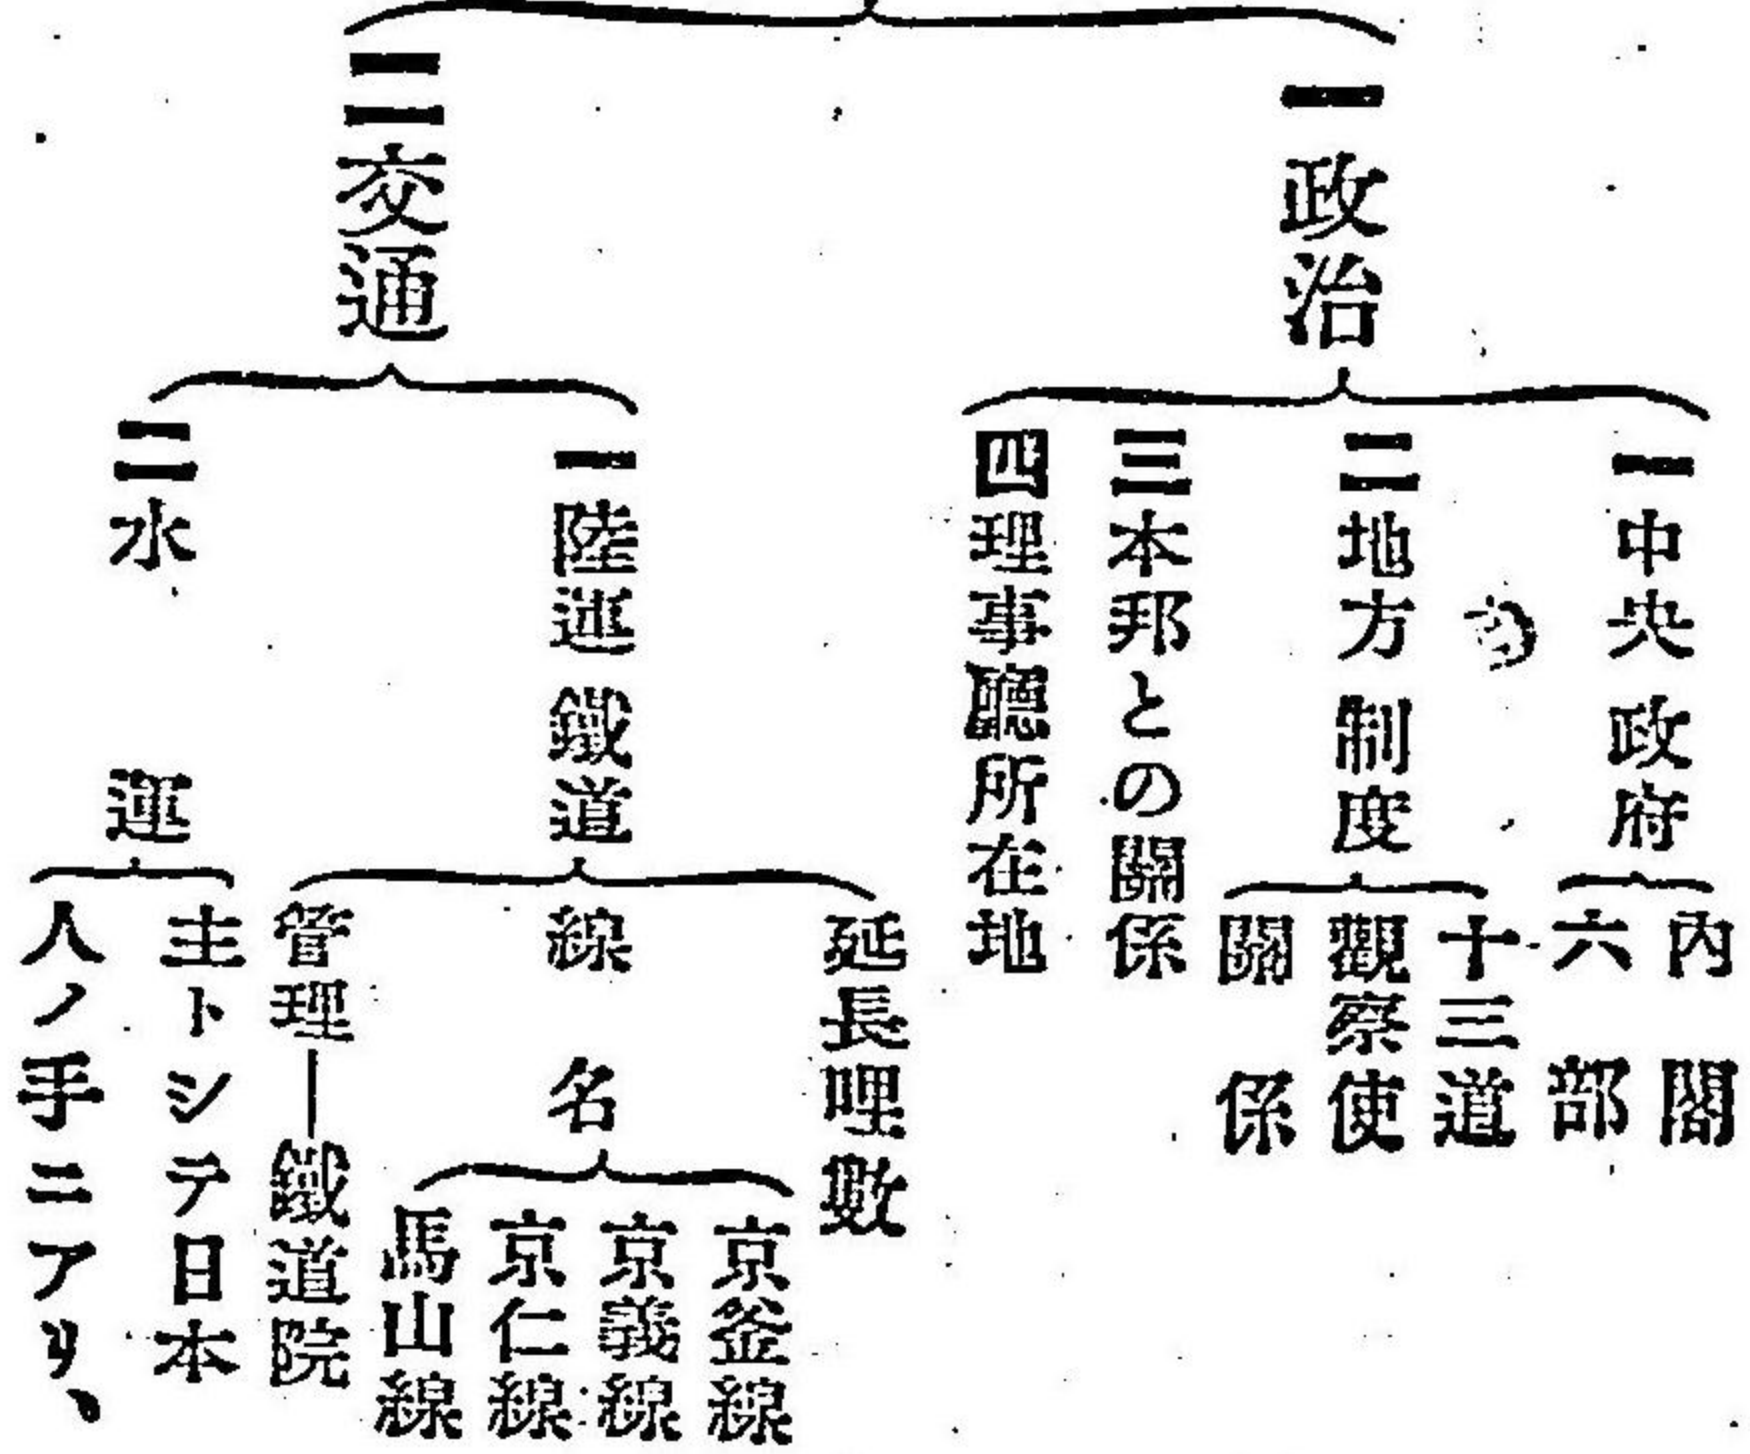 一 政治
一 中央政府
內閣
六部
二 地方制度
十三道
觀察使
關係
三 本邦との關係
四 理事廳所在地
二 交通
一 陸運 鐵道
延長哩數
線名
京釜線
京義線
京仁線
馬山線
管理―鐵道院
二 水運
主トシテ日本
人ノ手ニアリ、